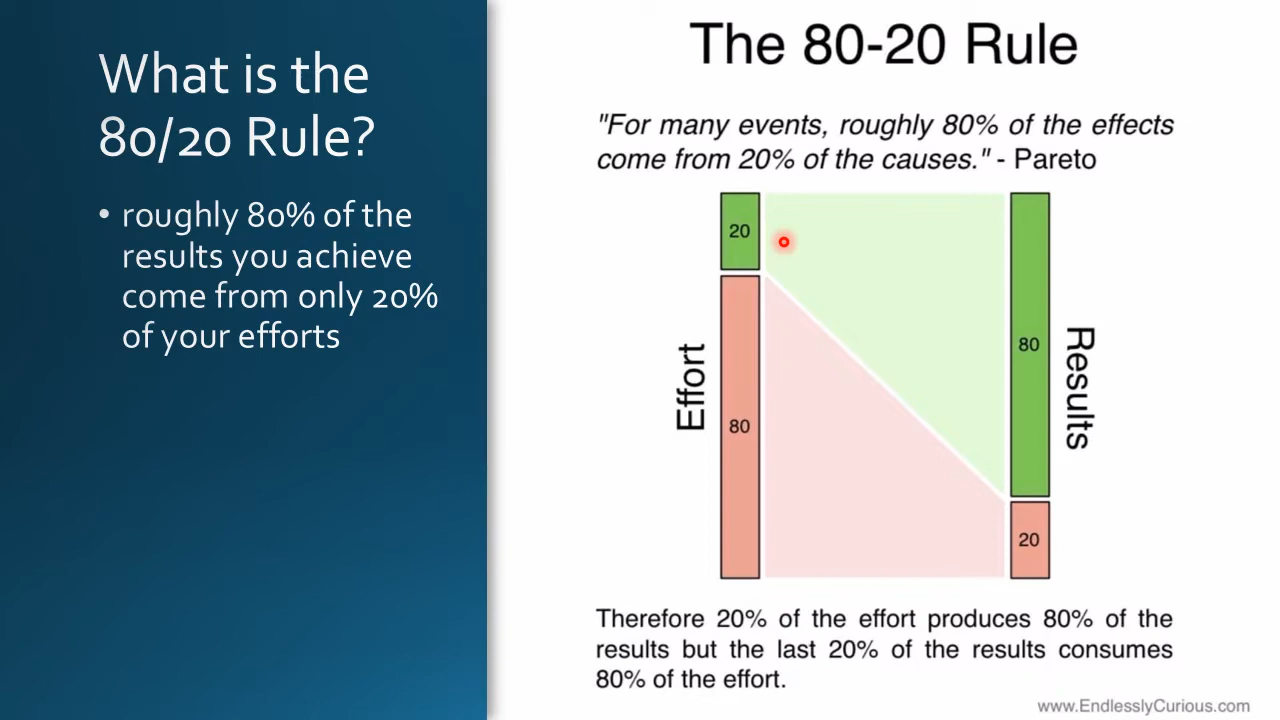 What is the
80/20 Rule?
• roughly 80% of the
results you achieve
come from only 20%
of your efforts
The 80-20 Rule
"For many events, roughly 80% of the effects
come from 20% of the causes." - Pareto
Effort
20
80
80
20
Results
Therefore 20% of the effort produces 80% of the
results but the last 20% of the results consumes
80% of the effort.
www.EndlesslyCurious.com